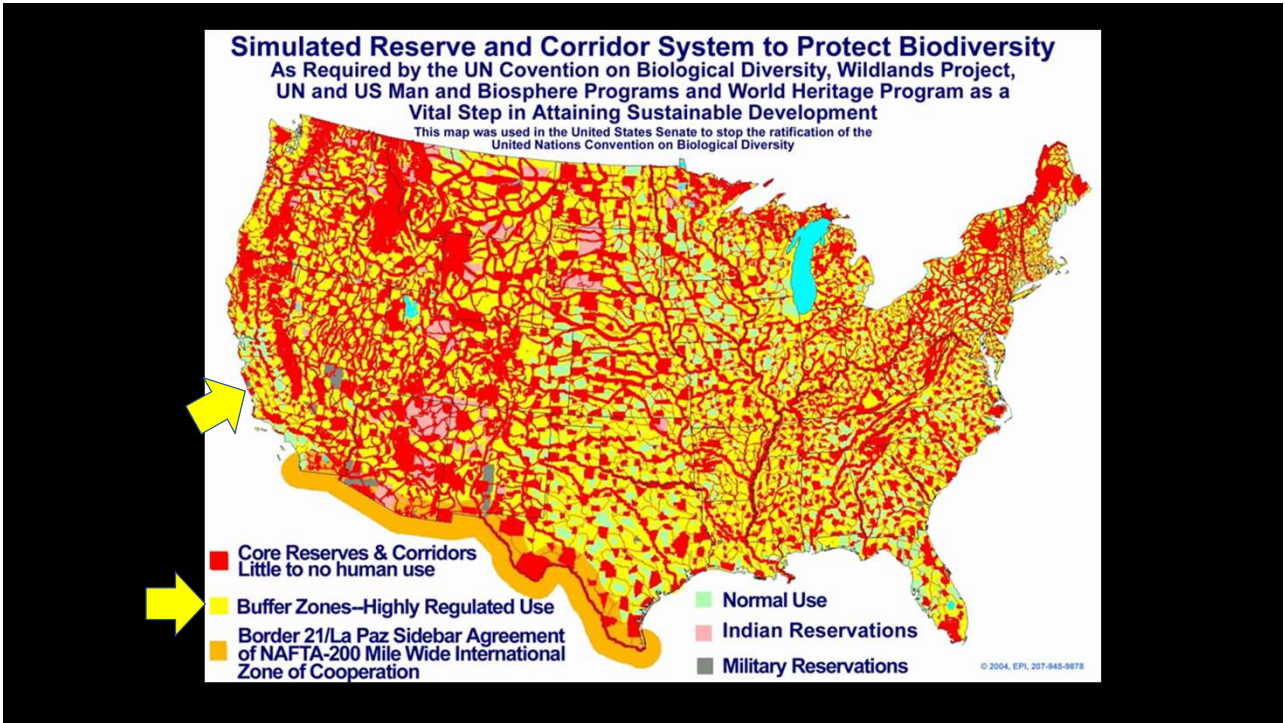 Simulated Reserve and Corridor System to Protect Biodiversity
As Required by the UN Covention on Biological Diversity, Wildlands Project,
UN and US Man and Biosphere Programs and World Heritage Program as a
Vital Step in Attaining Sustainable Development
This map was used in the United States Senate to stop the ratification of the
United Nations Convention on Biological Diversity
Core Reserves & Corridors
Little to no human use
Buffer Zones--Highly Regulated Use
Border 21/La Paz Sidebar Agreement
of NAFTA-200 Mile Wide International
Zone of Cooperation
Normal Use
Indian Reservations
Military Reservations
© 2004, EPI, 207-945-9878